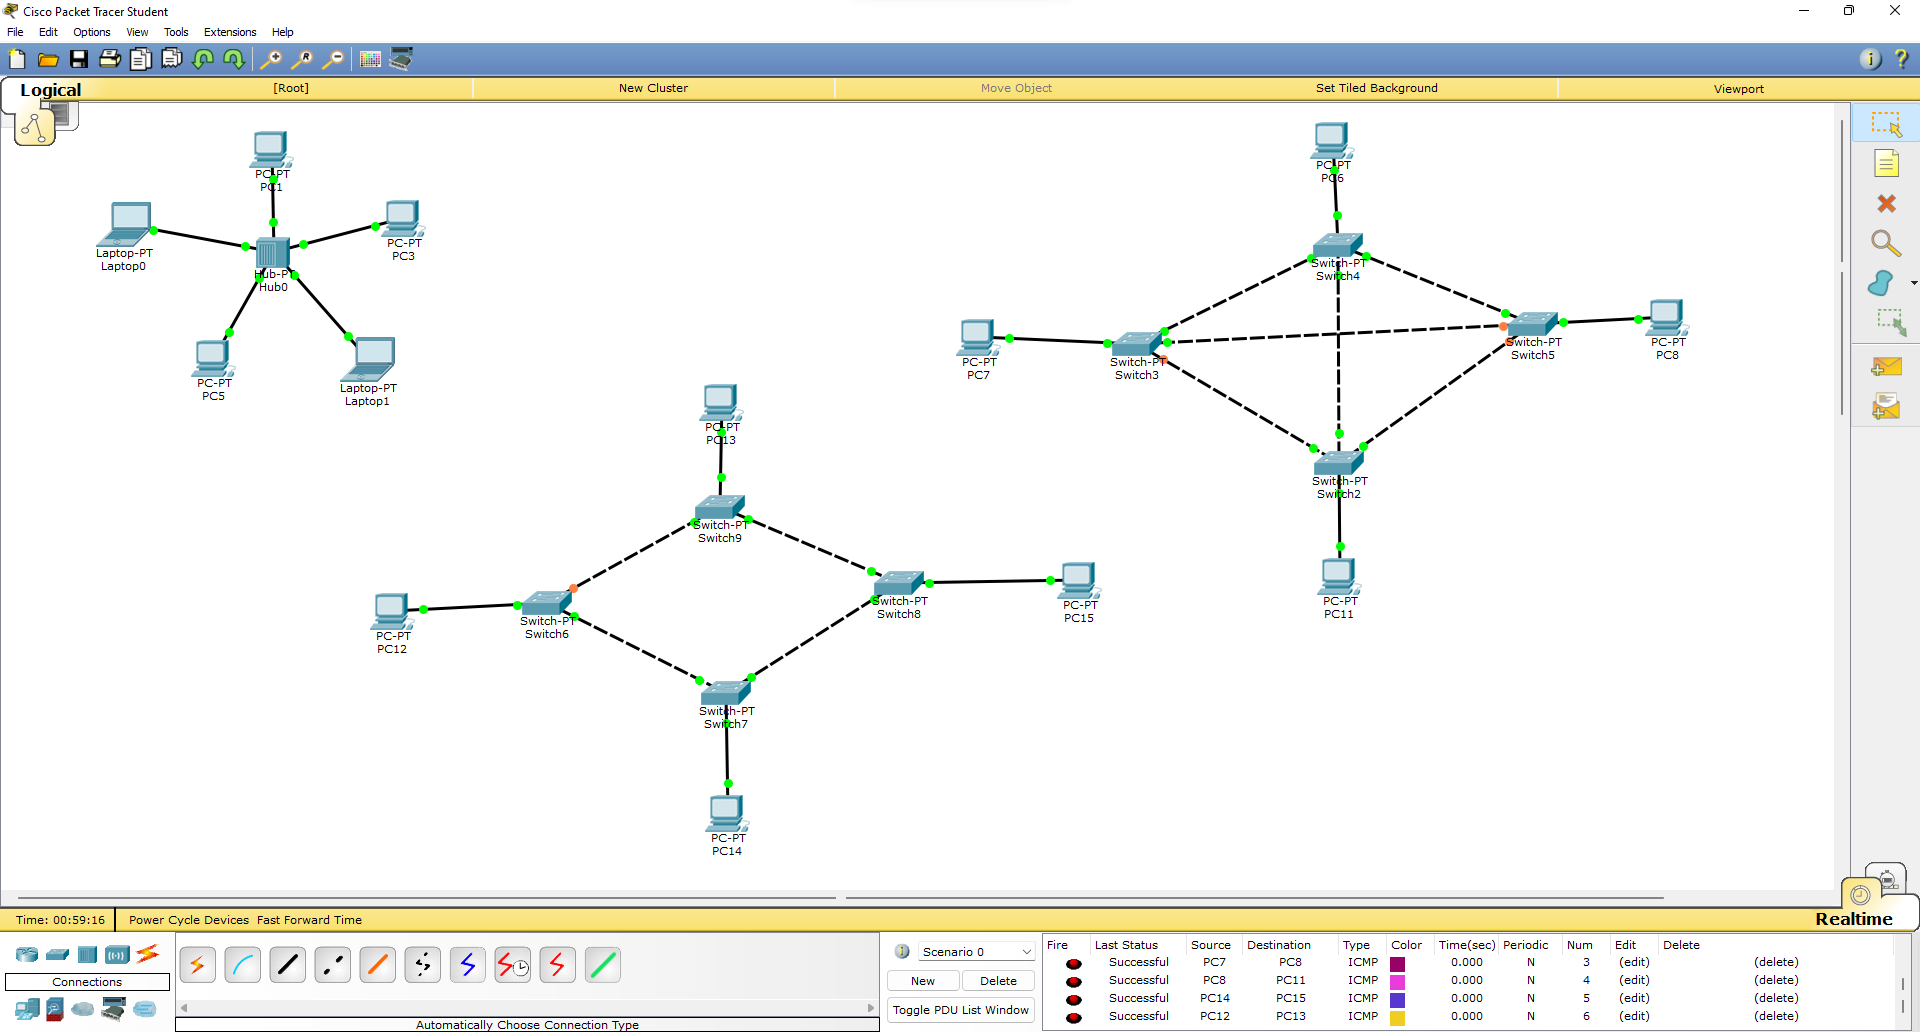 Cisco Packet Tracer Student
File Edit Options View Tools Extensions Help
Logical [Root] New Cluster Move Object Set Tiled Background Viewport
PC-PT
PC1
Laptop-PT
Laptop0
PC-PT
PC3
Hub-PT
Hub0
PC-PT
PC5
Laptop-PT
Laptop1
PC-PT
PC6
Switch-PT
Switch4
PC-PT
PC7
Switch-PT
Switch3
Switch-PT
Switch5
PC-PT
PC8
Switch-PT
Switch2
PC-PT
PC11
PC-PT
PC13
Switch-PT
Switch9
PC-PT
PC12
Switch-PT
Switch6
Switch-PT
Switch8
PC-PT
PC15
Switch-PT
Switch7
PC-PT
PC14
Time: 00:59:16 Power Cycle Devices Fast Forward Time
Realtime
Connections
Automatically Choose Connection Type
Scenario 0
New Delete
Toggle PDU List Window
Fire Last Status Source Destination Type Color Time(sec) Periodic Num Edit Delete
Successful PC7 PC8 ICMP 0.000 N 3 (edit) (delete)
Successful PC8 PC11 ICMP 0.000 N 4 (edit) (delete)
Successful PC14 PC15 ICMP 0.000 N 5 (edit) (delete)
Successful PC12 PC13 ICMP 0.000 N 6 (edit) (delete)